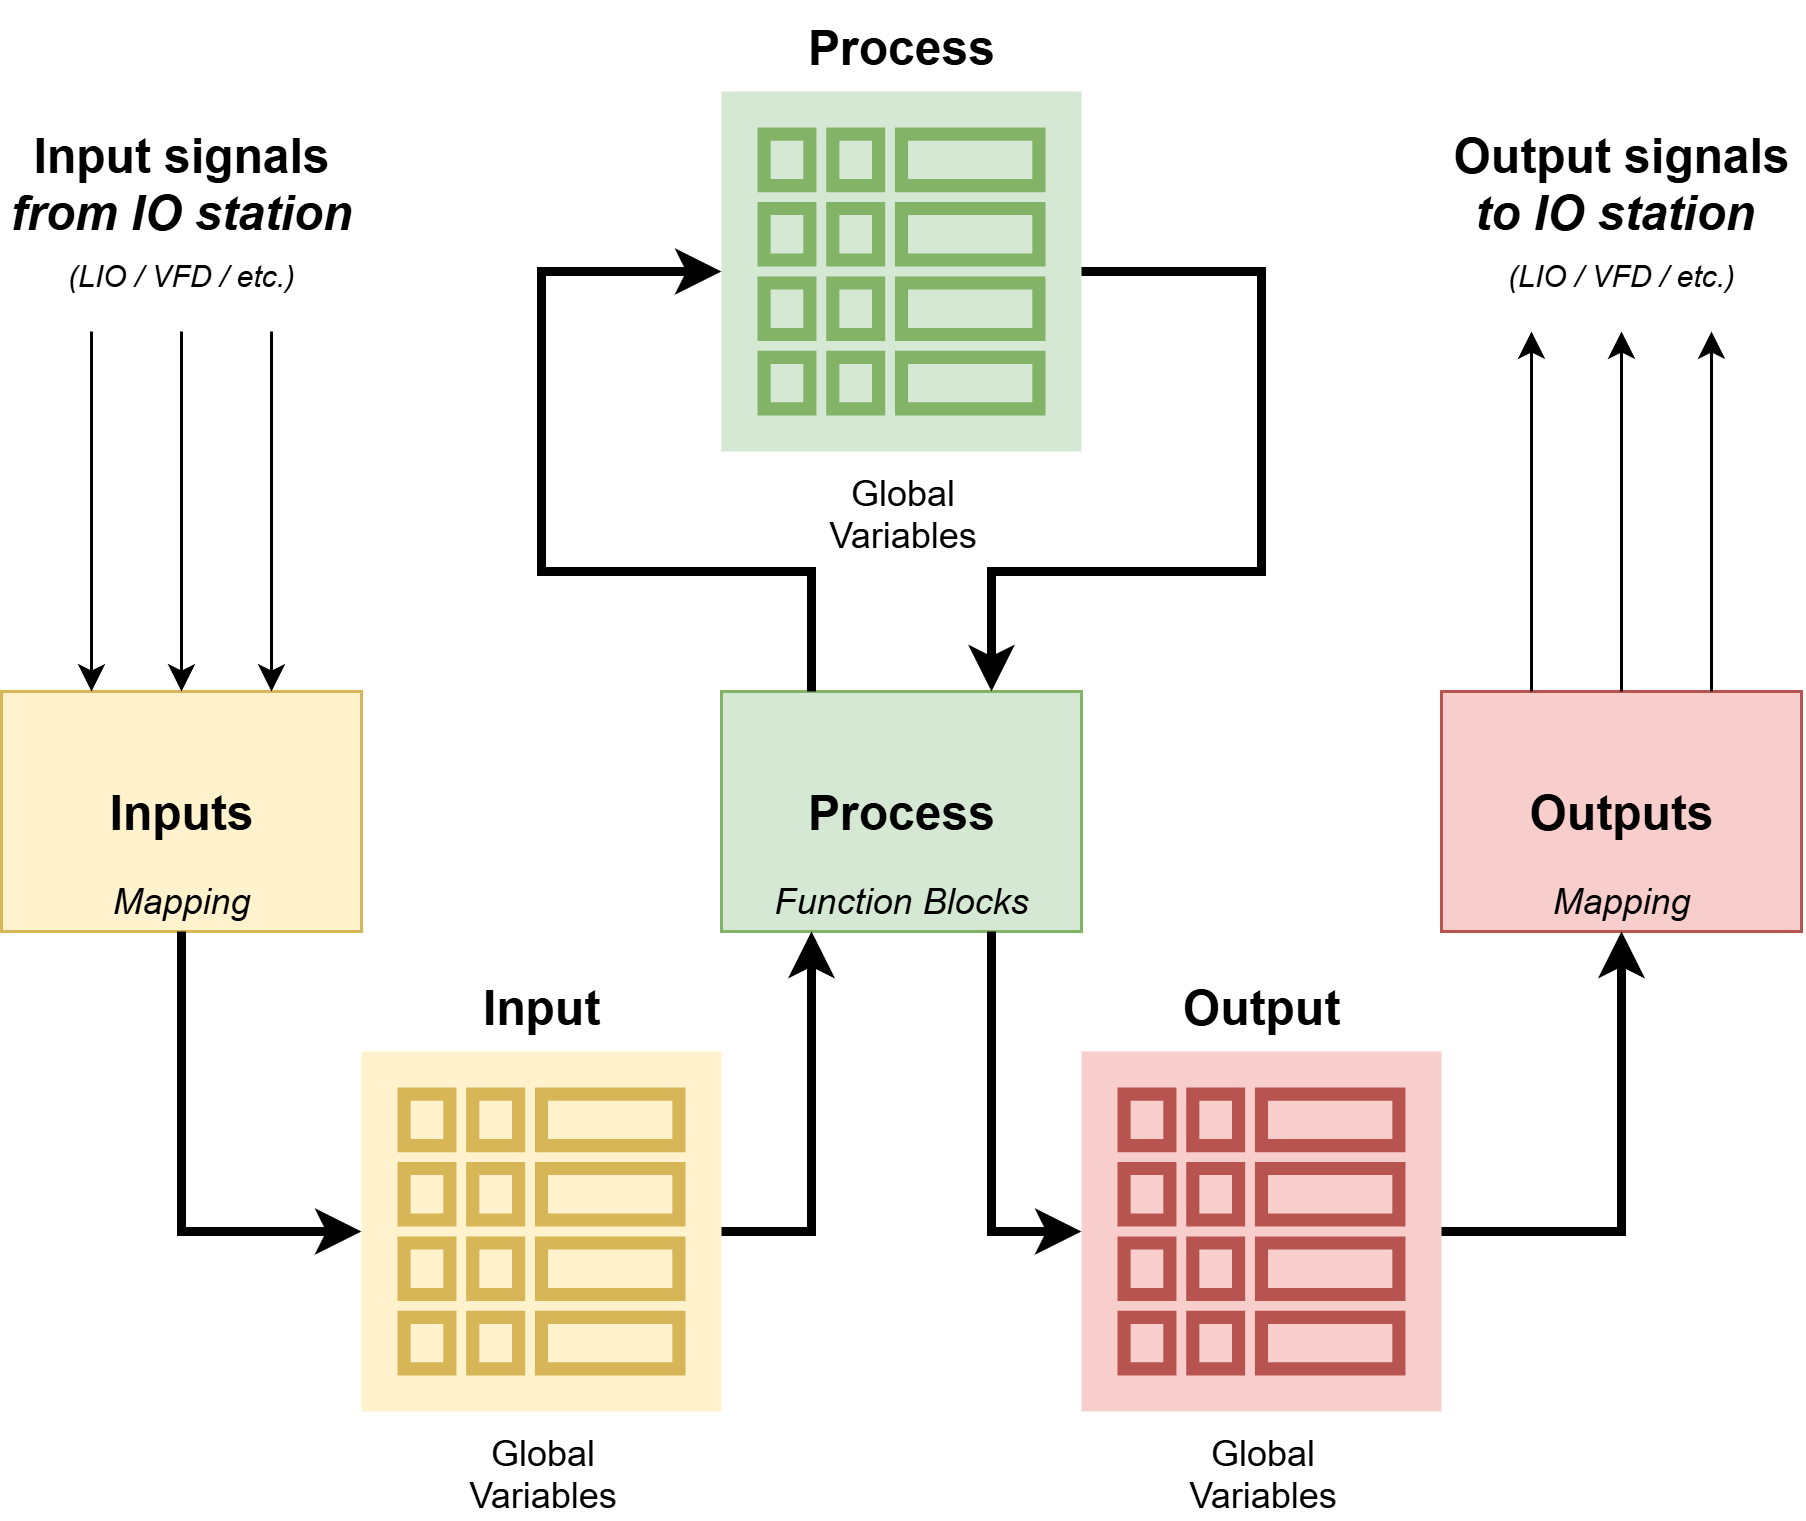 Process
Input signals
from IO station
(LIO / VFD / etc.)
Output signals
to IO station
(LIO / VFD / etc.)
Global
Variables
Inputs
Mapping
Process
Function Blocks
Outputs
Mapping
Input
Output
Global
Variables
Global
Variables